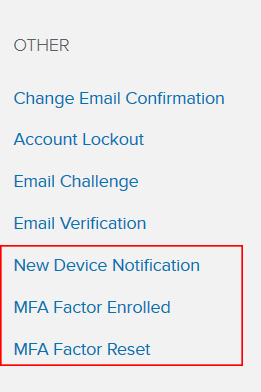 OTHER
Change Email Confirmation
Account Lockout
Email Challenge
Email Verification
New Device Notification
MFA Factor Enrolled
MFA Factor Reset